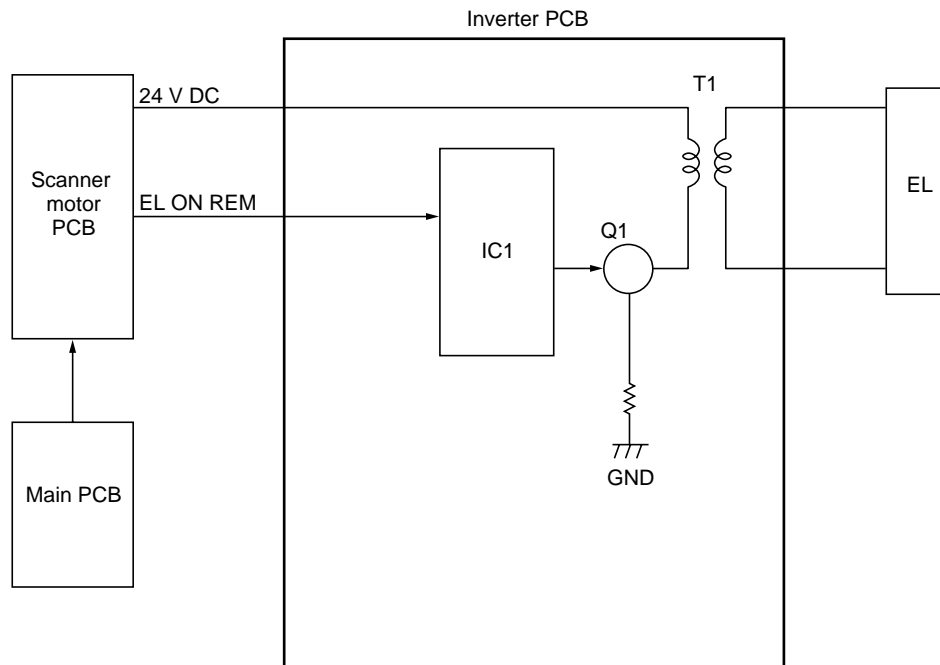 Inverter PCB
24 V DC
T1
Scanner
motor
PCB
EL ON REM
EL
Q1
IC1
GND
Main PCB